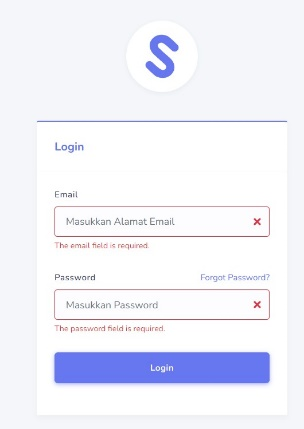 Login
Email
Masukkan Alamat Email
The email field is required.
Password Forgot Password?
Masukkan Password
The password field is required.
Login